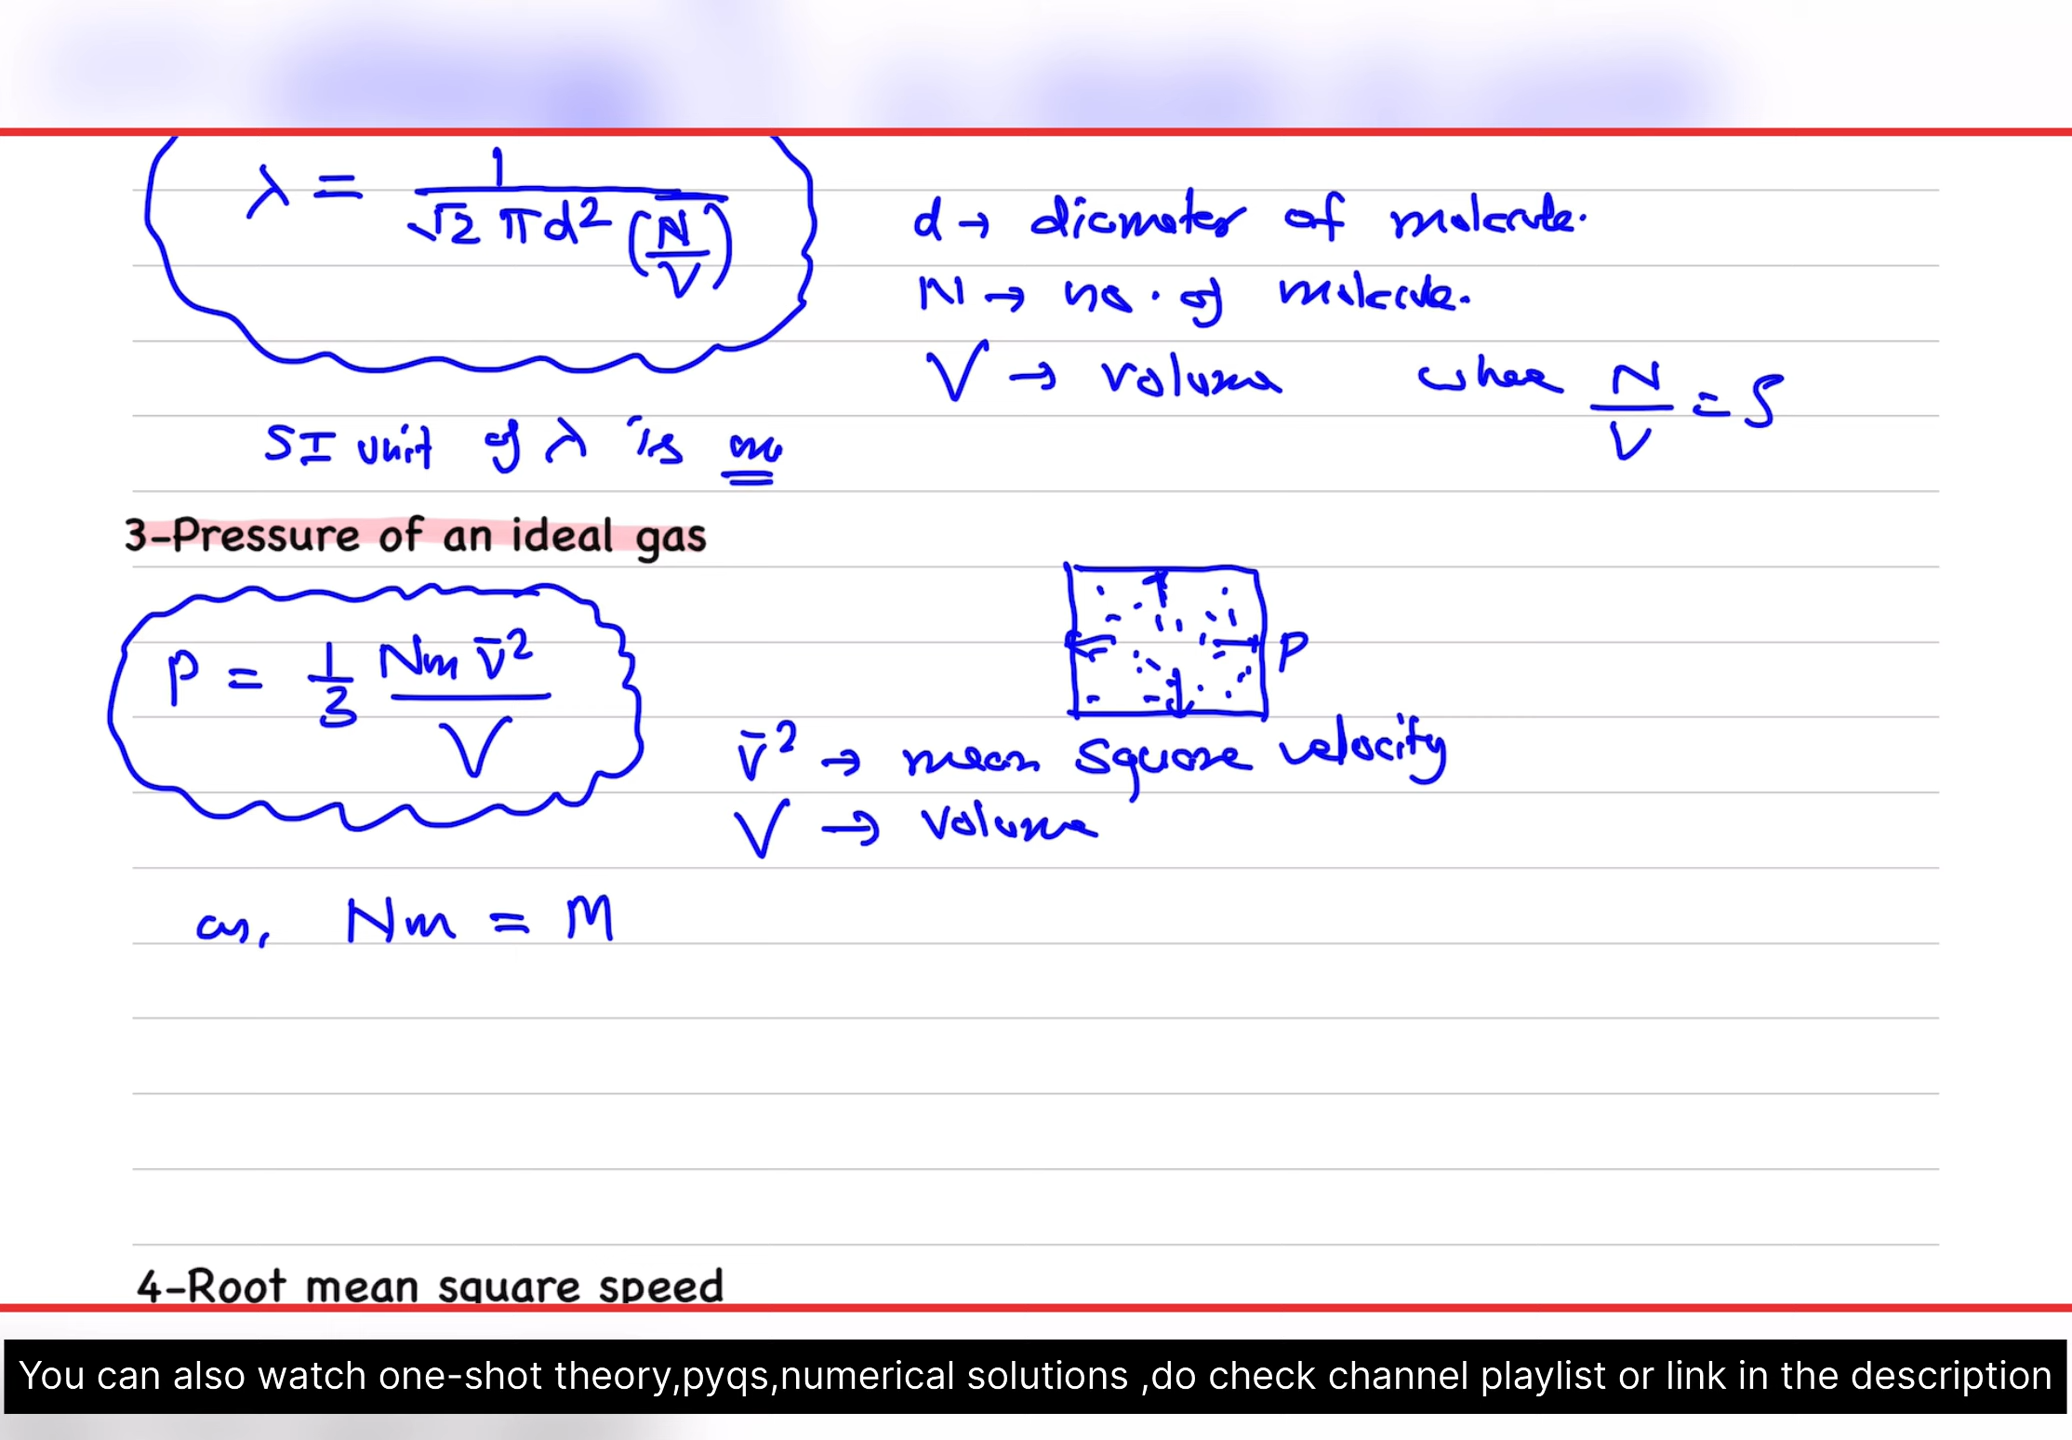 λ = 1 / √2 πd² (N/V)
d → diameter of molecule.
N → no. of molecule.
V → volume where N/V = ρ
SI unit of λ is m
3-Pressure of an ideal gas
P = 1/3 Nm v̄² / V
P
v̄² → mean square velocity
V → volume
as, Nm = M
4-Root mean square speed
You can also watch one-shot theory,pyqs,numerical solutions ,do check channel playlist or link in the description